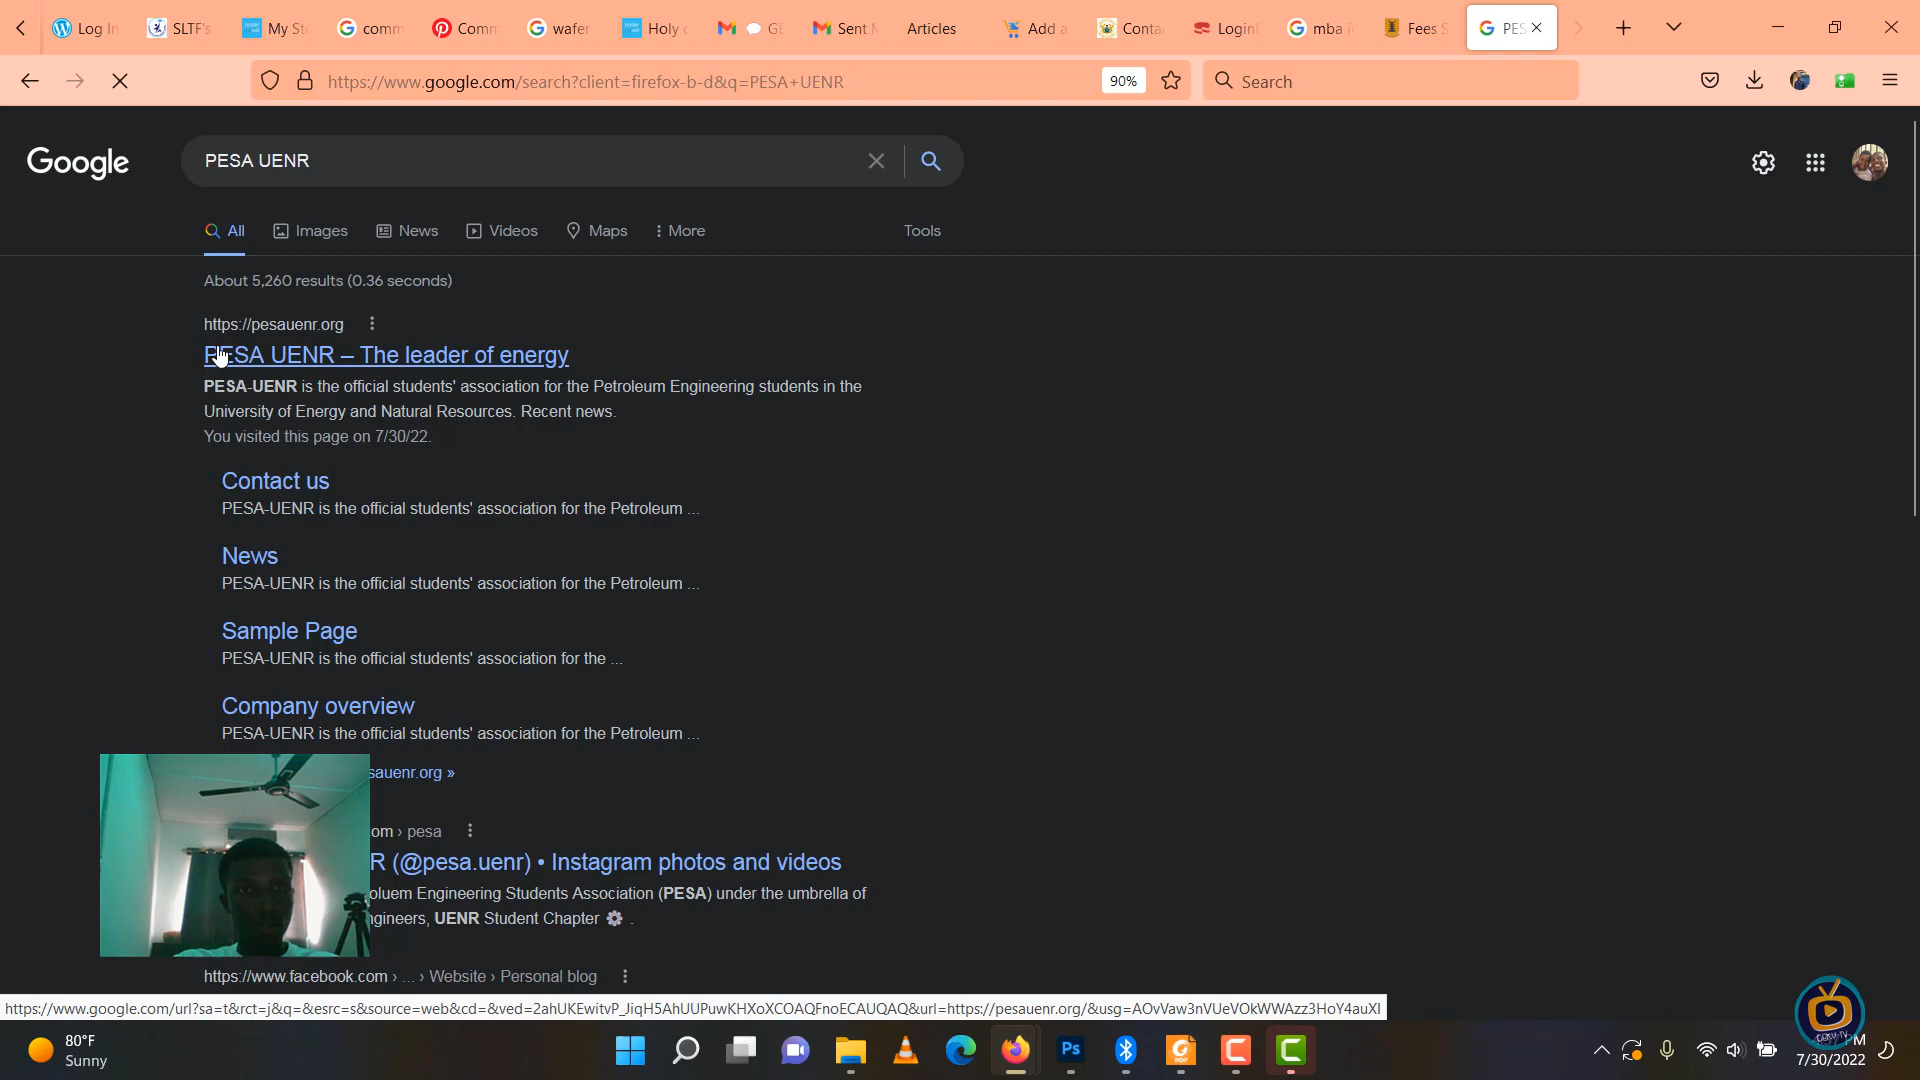 Log In
SLTF's
My Stu
comm
Comm
wafer
Holy c
GE
Sent M
Articles
Add a
Conta
Login
mba i
Fees S
PES
https://www.google.com/search?client=firefox-b-d&q=PESA+UENR
90%
Search
Google
PESA UENR
All
Images
News
Videos
Maps
More
Tools
About 5,260 results (0.36 seconds)
https://pesauenr.org
PESA UENR – The leader of energy
PESA-UENR is the official students' association for the Petroleum Engineering students in the
University of Energy and Natural Resources. Recent news.
You visited this page on 7/30/22.
Contact us
PESA-UENR is the official students' association for the Petroleum ...
News
PESA-UENR is the official students' association for the Petroleum ...
Sample Page
PESA-UENR is the official students' association for the ...
Company overview
PESA-UENR is the official students' association for the Petroleum ...
sauenr.org »
om › pesa
R (@pesa.uenr) • Instagram photos and videos
oluem Engineering Students Association (PESA) under the umbrella of
ngineers, UENR Student Chapter
https://www.facebook.com › ... › Website › Personal blog
https://www.google.com/url?sa=t&rct=j&q=&esrc=s&source=web&cd=&ved=2ahUKEwitvP_JiqH5AhUUPuwKHXoXCOAQFnoECAUQAQ&url=https://pesauenr.org/&usg=AOvVaw3nVUeVOkWWAzz3HoY4auXI
80°F
Sunny
Ps
PM
7/30/2022